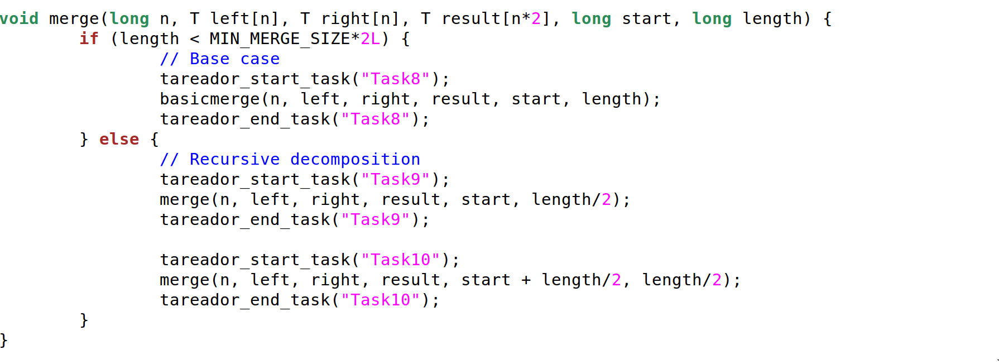 void merge(long n, T left[n], T right[n], T result[n*2], long start, long length) {
        if (length < MIN_MERGE_SIZE*2L) {
                // Base case
                tareador_start_task("Task8");
                basicmerge(n, left, right, result, start, length);
                tareador_end_task("Task8");
        } else {
                // Recursive decomposition
                tareador_start_task("Task9");
                merge(n, left, right, result, start, length/2);
                tareador_end_task("Task9");

                tareador_start_task("Task10");
                merge(n, left, right, result, start + length/2, length/2);
                tareador_end_task("Task10");
        }
}